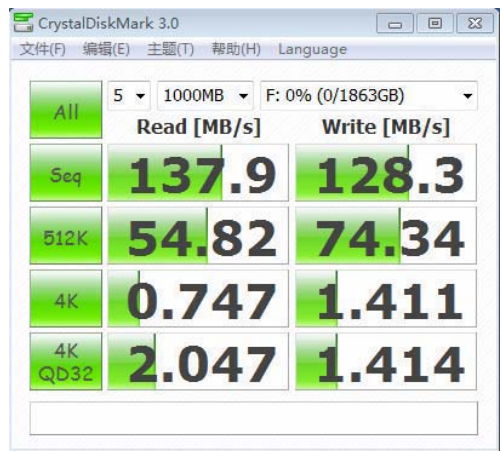 CrystalDiskMark 3.0
文件(F) 编辑(E) 主题(T) 帮助(H) Language
All 5 1000MB F: 0% (0/1863GB)
Read [MB/s] Write [MB/s]
Seq 137.9 128.3
512K 54.82 74.34
4K 0.747 1.411
4K QD32 2.047 1.414